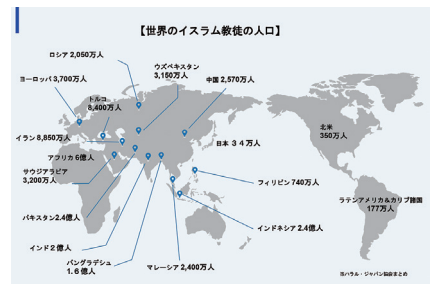 【世界のイスラム教徒の人口】
ロシア 2,050万人
ウズベキスタン
3,150万人
ヨーロッパ 3,700万人
中国 2,570万人
トルコ
8,400万人
北米
350万人
イラン 8,850万人
日本 34万人
アフリカ 6億人
サウジアラビア
3,200万人
フィリピン 740万人
ラテンアメリカ&カリブ諸国
177万人
パキスタン2.4億人
インドネシア 2.4億人
インド2億人
バングラデシュ
1.6億人
マレーシア 2,400万人
©ハラル・ジャパン協会まとめ